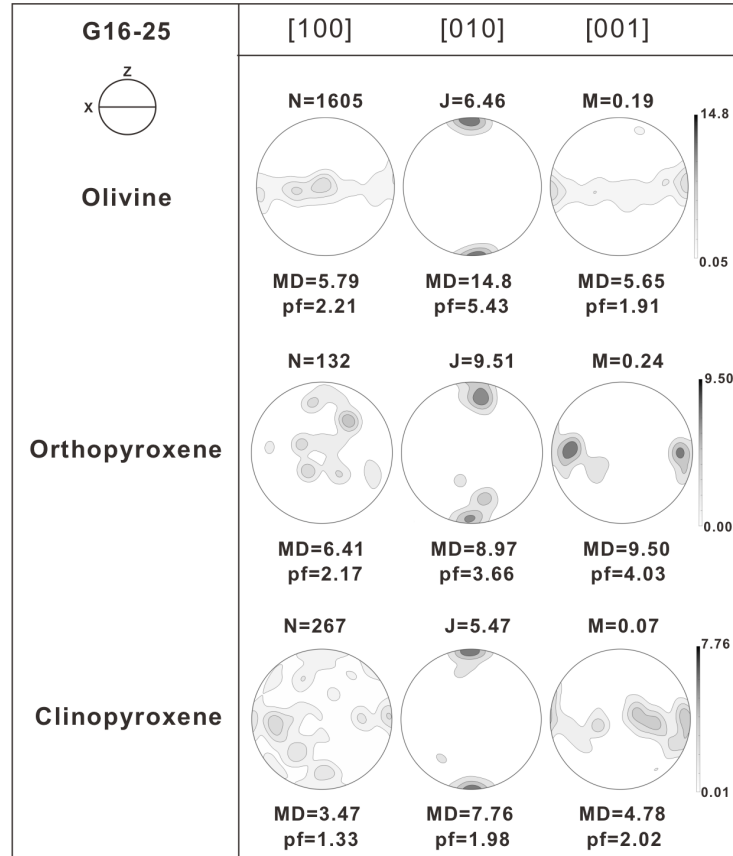 G16-25 [100] [010] [001]
Z
X
N=1605 J=6.46 M=0.19
14.8
Olivine
0.05
MD=5.79 MD=14.8 MD=5.65
pf=2.21 pf=5.43 pf=1.91
N=132 J=9.51 M=0.24
9.50
Orthopyroxene
0.00
MD=6.41 MD=8.97 MD=9.50
pf=2.17 pf=3.66 pf=4.03
N=267 J=5.47 M=0.07
7.76
Clinopyroxene
0.01
MD=3.47 MD=7.76 MD=4.78
pf=1.33 pf=1.98 pf=2.02